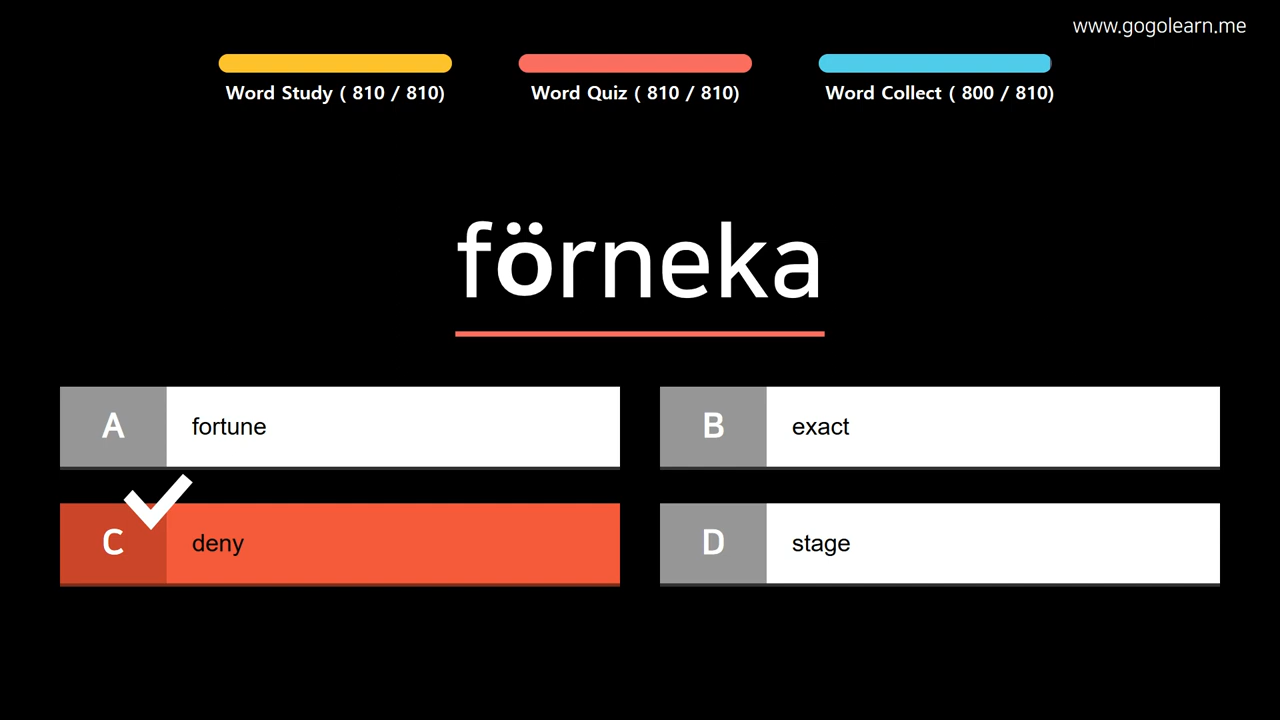 www.gogolearn.me
Word Study ( 810 / 810)
Word Quiz ( 810 / 810)
Word Collect ( 800 / 810)
förneka
A fortune
B exact
C deny
D stage